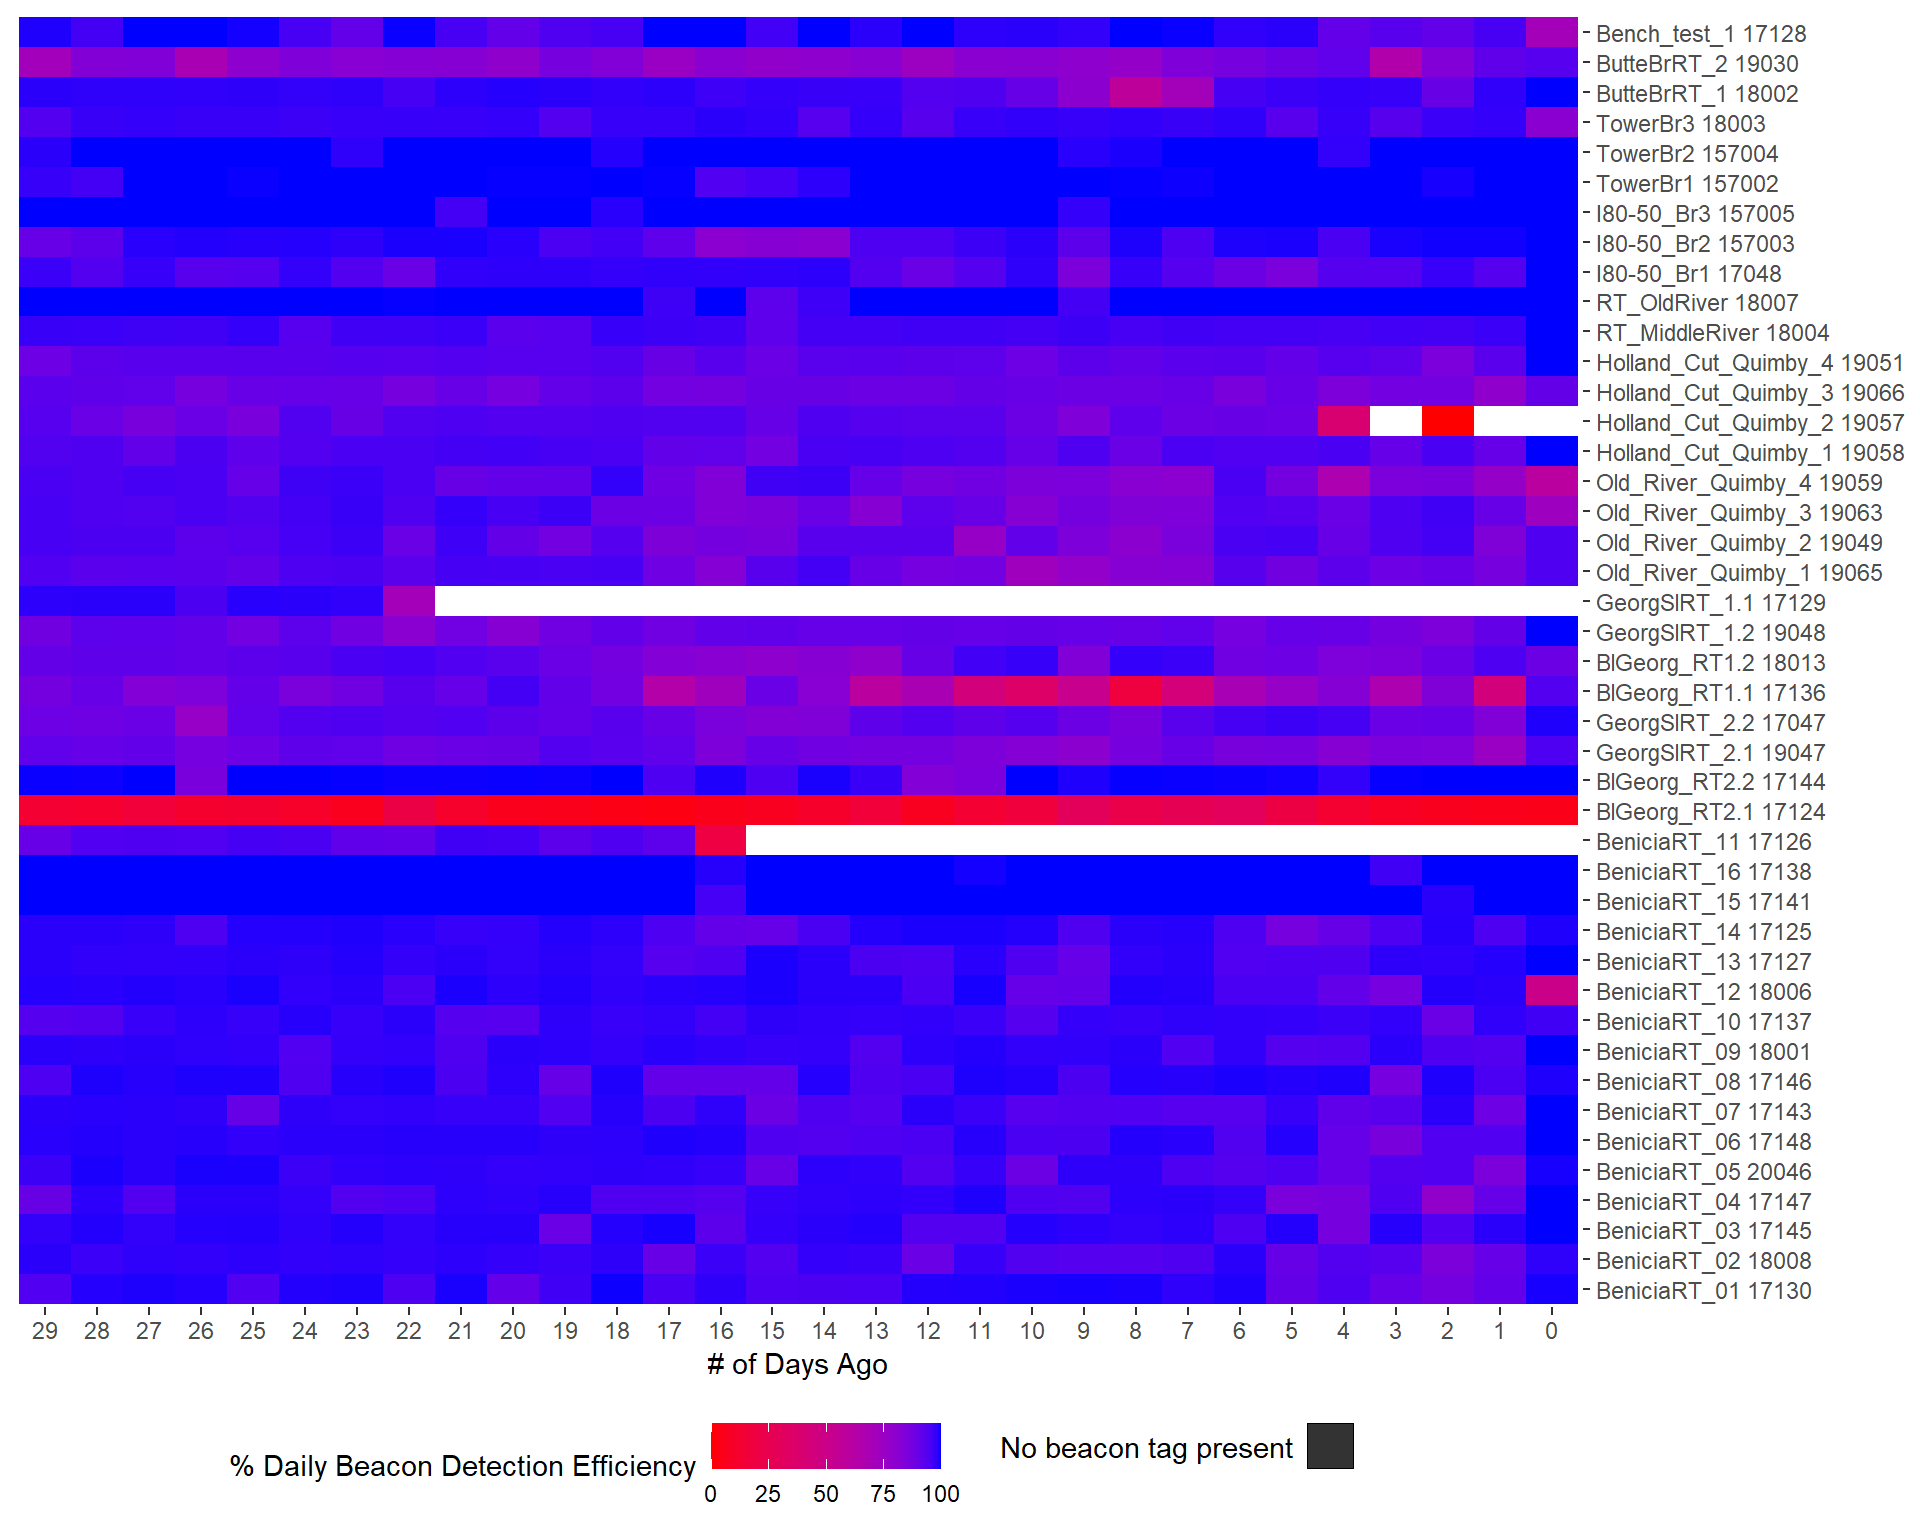 Bench_test_1 17128
ButteBrRT_2 19030
ButteBrRT_1 18002
TowerBr3 18003
TowerBr2 157004
TowerBr1 157002
I80-50_Br3 157005
I80-50_Br2 157003
I80-50_Br1 17048
RT_OldRiver 18007
RT_MiddleRiver 18004
Holland_Cut_Quimby_4 19051
Holland_Cut_Quimby_3 19066
Holland_Cut_Quimby_2 19057
Holland_Cut_Quimby_1 19058
Old_River_Quimby_4 19059
Old_River_Quimby_3 19063
Old_River_Quimby_2 19049
Old_River_Quimby_1 19065
GeorgSlRT_1.1 17129
GeorgSlRT_1.2 19048
BlGeorg_RT1.2 18013
BlGeorg_RT1.1 17136
GeorgSlRT_2.2 17047
GeorgSlRT_2.1 19047
BlGeorg_RT2.2 17144
BlGeorg_RT2.1 17124
BeniciaRT_11 17126
BeniciaRT_16 17138
BeniciaRT_15 17141
BeniciaRT_14 17125
BeniciaRT_13 17127
BeniciaRT_12 18006
BeniciaRT_10 17137
BeniciaRT_09 18001
BeniciaRT_08 17146
BeniciaRT_07 17143
BeniciaRT_06 17148
BeniciaRT_05 20046
BeniciaRT_04 17147
BeniciaRT_03 17145
BeniciaRT_02 18008
BeniciaRT_01 17130
29 28 27 26 25 24 23 22 21 20 19 18 17 16 15 14 13 12 11 10 9 8 7 6 5 4 3 2 1 0
# of Days Ago
% Daily Beacon Detection Efficiency
0 25 50 75 100
No beacon tag present